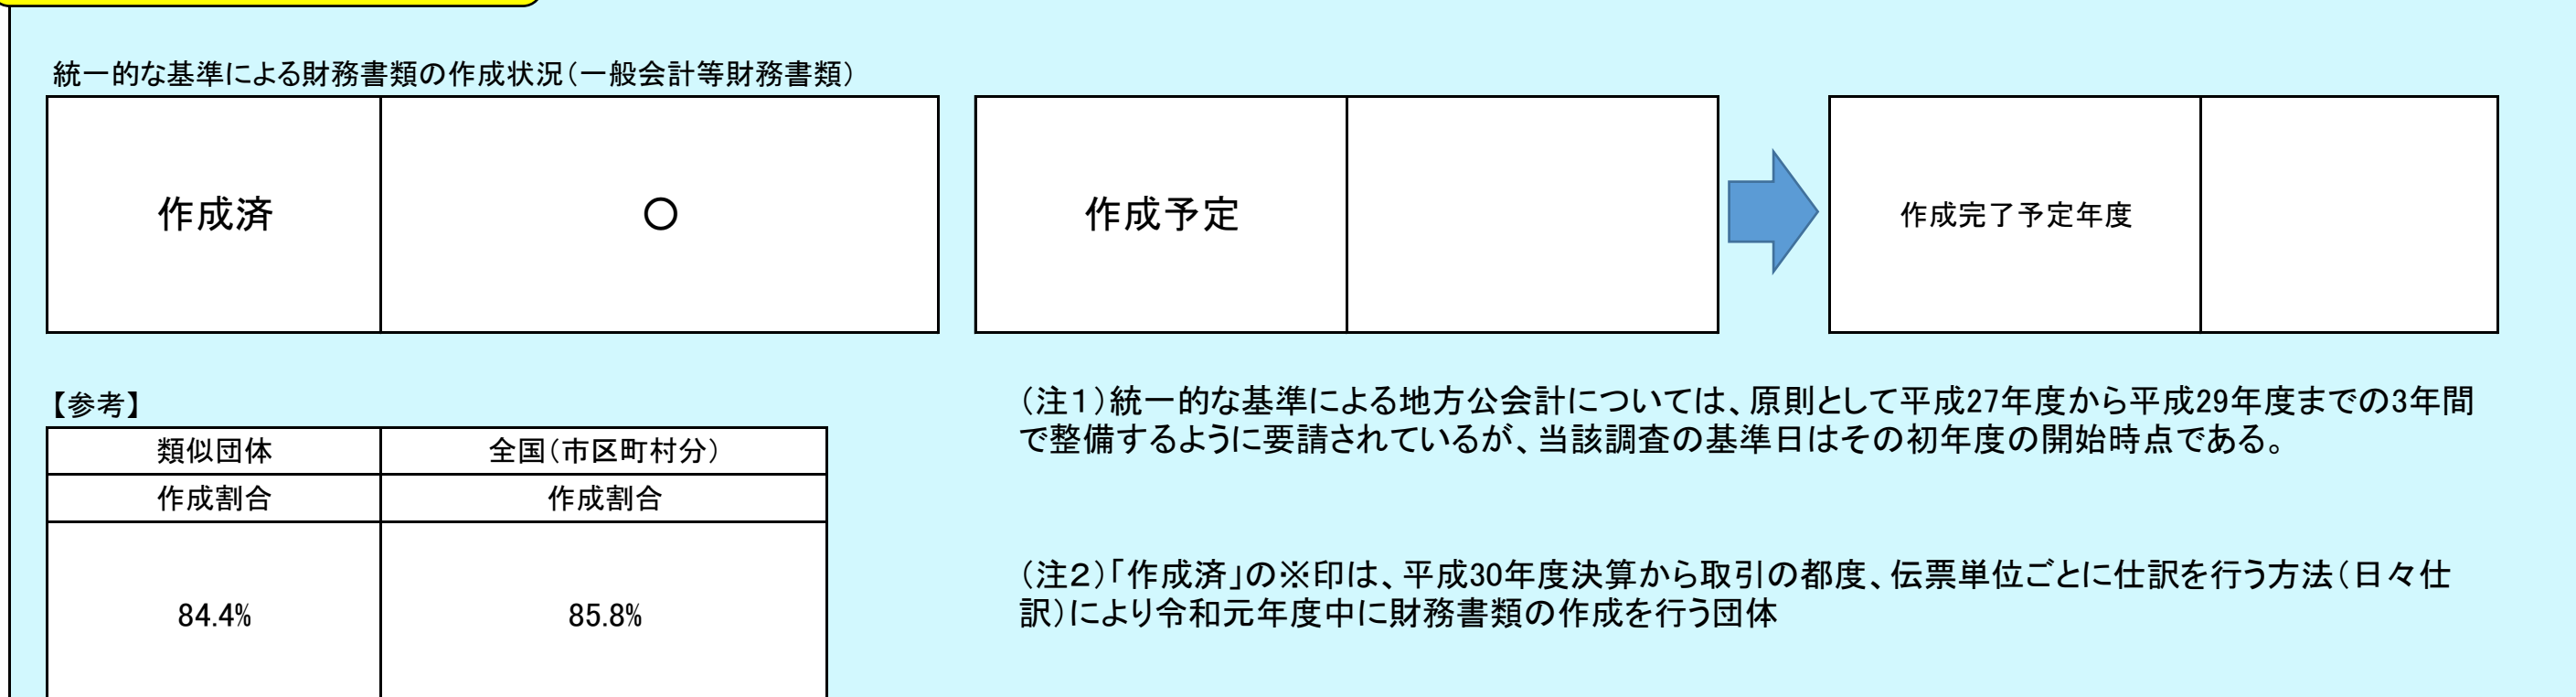 統一的な基準による財務書類の作成状況（一般会計等財務書類）
作成済
○
作成予定
作成完了予定年度
【参考】
類似団体
全国（市区町村分）
作成割合
作成割合
84.4%
85.8%
（注１）統一的な基準による地方公会計については、原則として平成27年度から平成29年度までの3年間
で整備するように要請されているが、当該調査の基準日はその初年度の開始時点である。
（注２）「作成済」の※印は、平成30年度決算から取引の都度、伝票単位ごとに仕訳を行う方法（日々仕
訳）により令和元年度中に財務書類の作成を行う団体